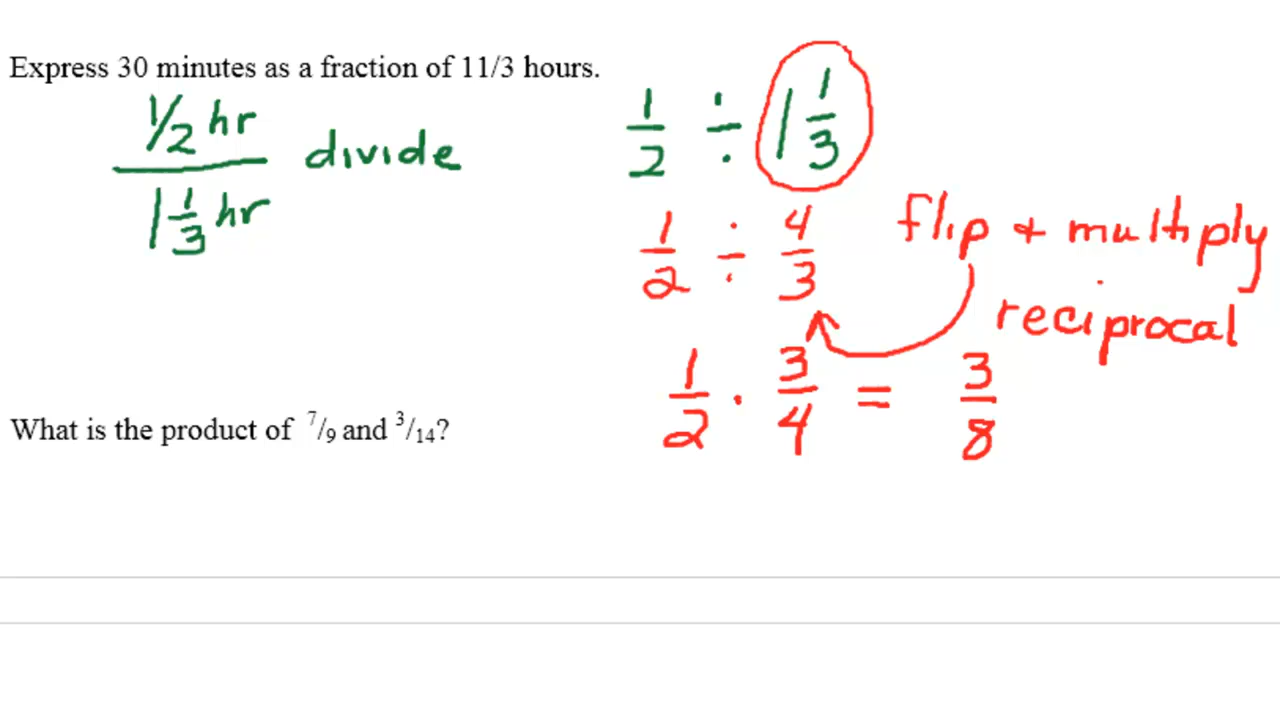 Express 30 minutes as a fraction of 11/3 hours.
1/2 hr
1 1/3 hr
divide
1/2 ÷ 1 1/3
1/2 ÷ 4/3
flip + multiply
reciprocal
1/2 · 3/4 = 3/8
What is the product of 7/9 and 3/14?